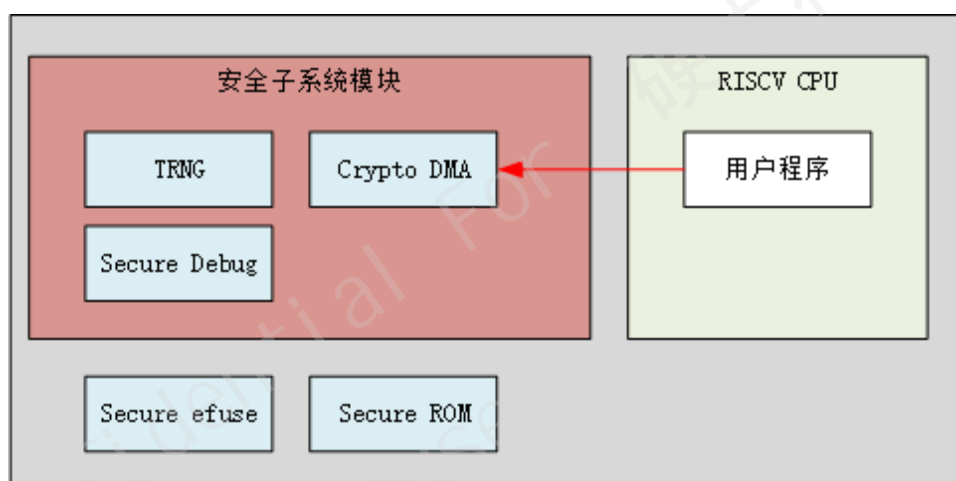 安全子系统模块
RISCV CPU
TRNG
Crypto DMA
用户程序
Secure Debug
Secure efuse
Secure ROM